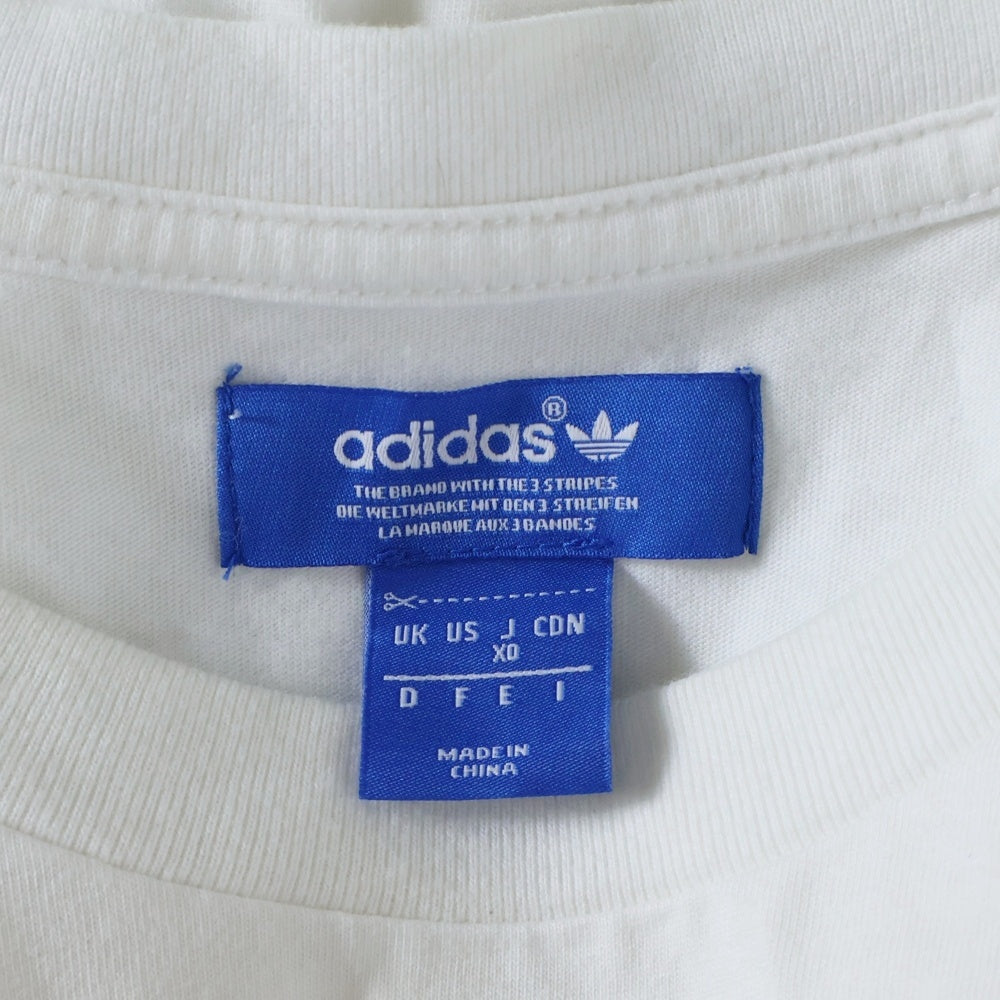 adidas®
THE BRAND WITH THE 3 STRIPES
DIE WELTMARKE MIT DEN 3 STREIFEN
LA MARQUE AUX 3 BANDES
UK US J CDN
XO
D F E I
MADE IN
CHINA